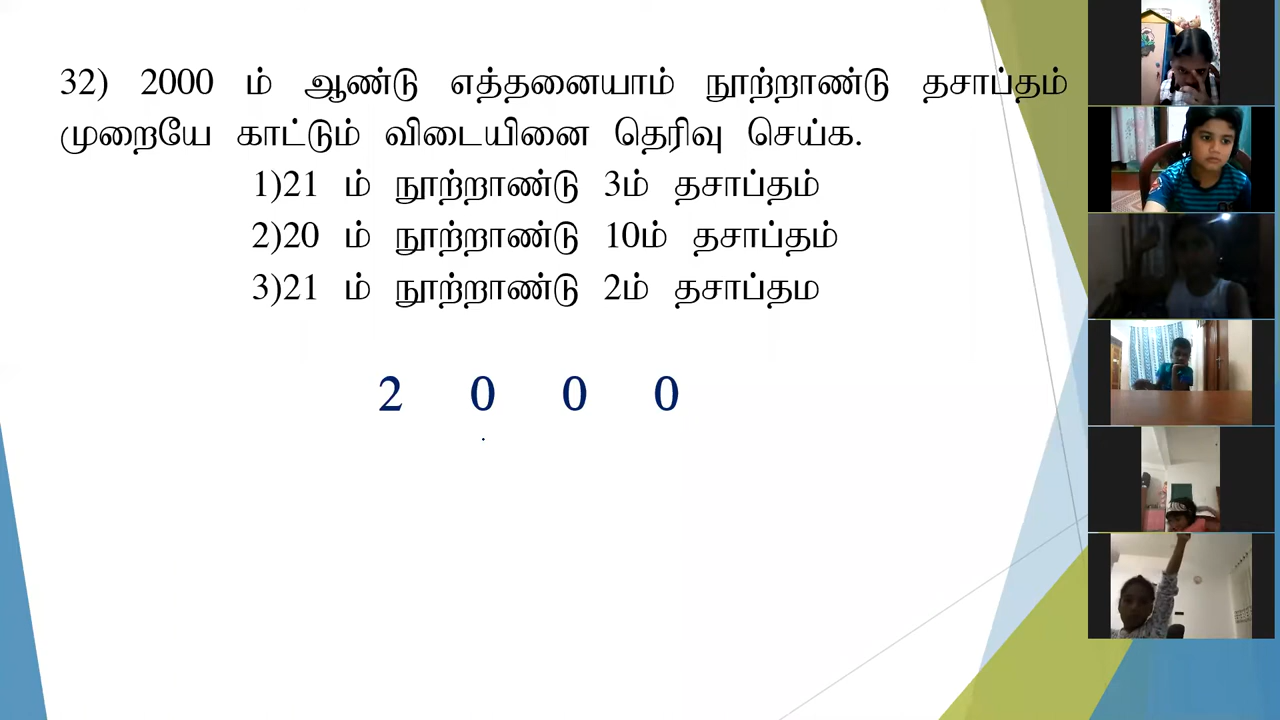 32) 2000 ம் ஆண்டு எத்தனையாம் நூற்றாண்டு தசாப்தம்
முறையே காட்டும் விடையினை தெரிவு செய்க.
1)21 ம் நூற்றாண்டு 3ம் தசாப்தம்
2)20 ம் நூற்றாண்டு 10ம் தசாப்தம்
3)21 ம் நூற்றாண்டு 2ம் தசாப்தம
2 0 0 0